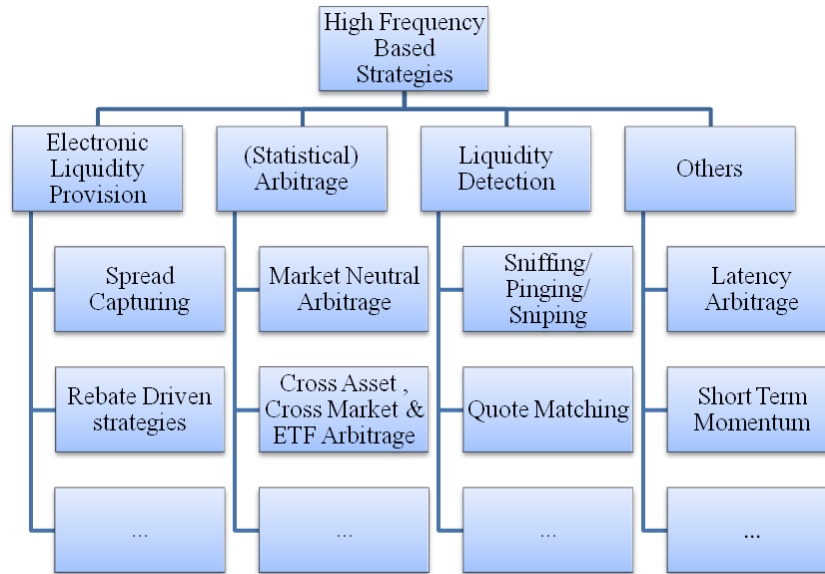 High Frequency
Based
Strategies
Electronic
Liquidity
Provision
(Statistical)
Arbitrage
Liquidity
Detection
Others
Spread
Capturing
Market Neutral
Arbitrage
Sniffing/
Pinging/
Sniping
Latency
Arbitrage
Rebate Driven
strategies
Cross Asset ,
Cross Market &
ETF Arbitrage
Quote Matching
Short Term
Momentum
...
...
...
...